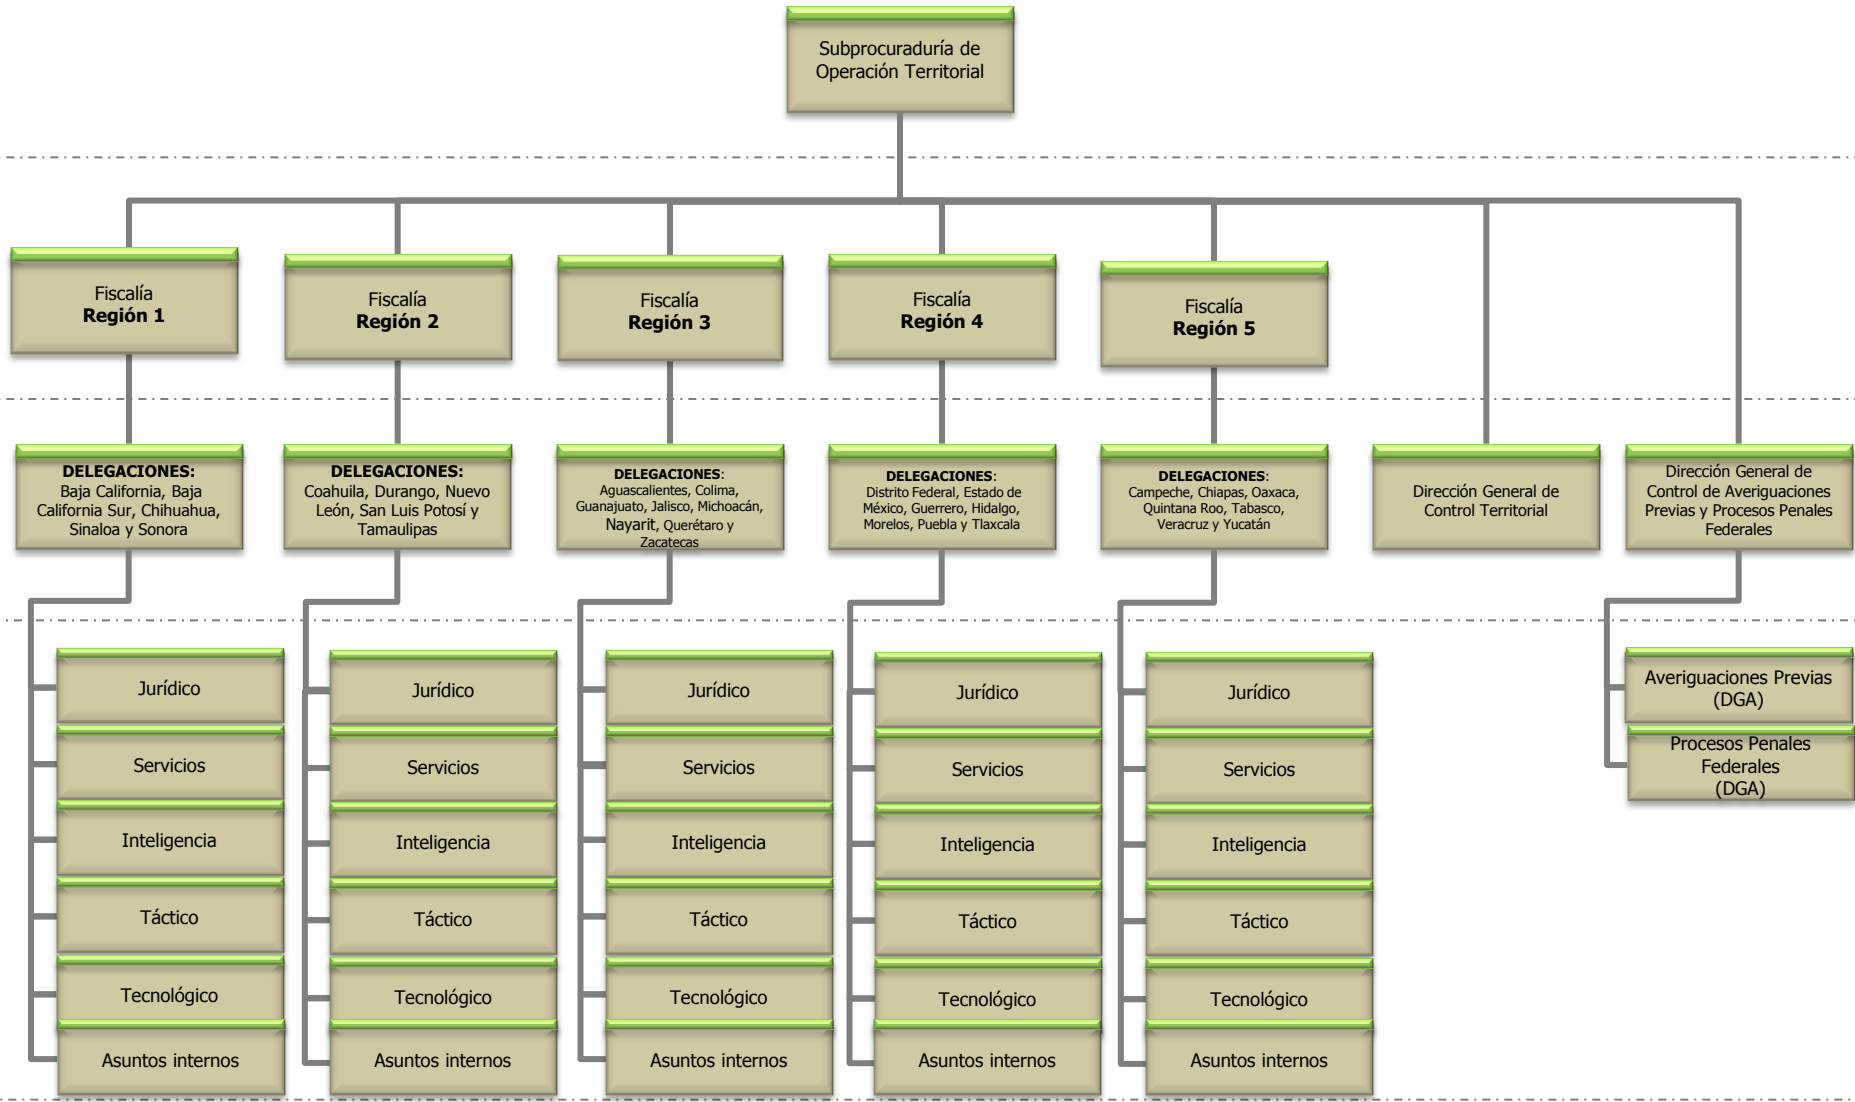 Subprocuraduría de
Operación Territorial
Fiscalía
Región 1
Fiscalía
Región 2
Fiscalía
Región 3
Fiscalía
Región 4
Fiscalía
Región 5
DELEGACIONES:
Baja California, Baja
California Sur, Chihuahua,
Sinaloa y Sonora
DELEGACIONES:
Coahuila, Durango, Nuevo
León, San Luis Potosí y
Tamaulipas
DELEGACIONES:
Aguascalientes, Colima,
Guanajuato, Jalisco, Michoacán,
Nayarit, Querétaro y
Zacatecas
DELEGACIONES:
Distrito Federal, Estado de
México, Guerrero, Hidalgo,
Morelos, Puebla y Tlaxcala
DELEGACIONES:
Campeche, Chiapas, Oaxaca,
Quintana Roo, Tabasco,
Veracruz y Yucatán
Dirección General de
Control Territorial
Dirección General de
Control de Averiguaciones
Previas y Procesos Penales
Federales
Jurídico
Servicios
Inteligencia
Táctico
Tecnológico
Asuntos internos
Jurídico
Servicios
Inteligencia
Táctico
Tecnológico
Asuntos internos
Jurídico
Servicios
Inteligencia
Táctico
Tecnológico
Asuntos internos
Jurídico
Servicios
Inteligencia
Táctico
Tecnológico
Asuntos internos
Jurídico
Servicios
Inteligencia
Táctico
Tecnológico
Asuntos internos
Averiguaciones Previas
(DGA)
Procesos Penales
Federales
(DGA)